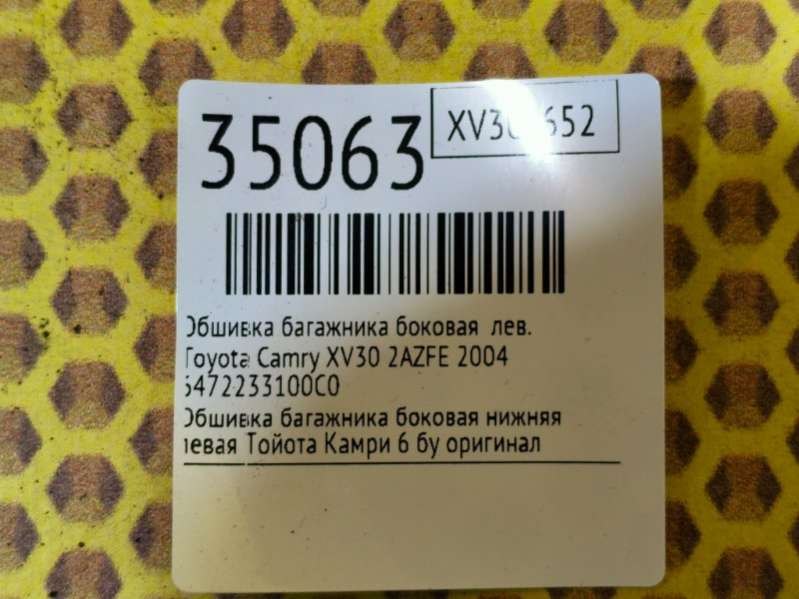 35063
Обшивка багажника боковая лев.
Toyota Camry XV30 2AZFE 2004
6472233100C0
Обшивка багажника боковая нижняя
левая Тойота Камри 6 бу оригинал